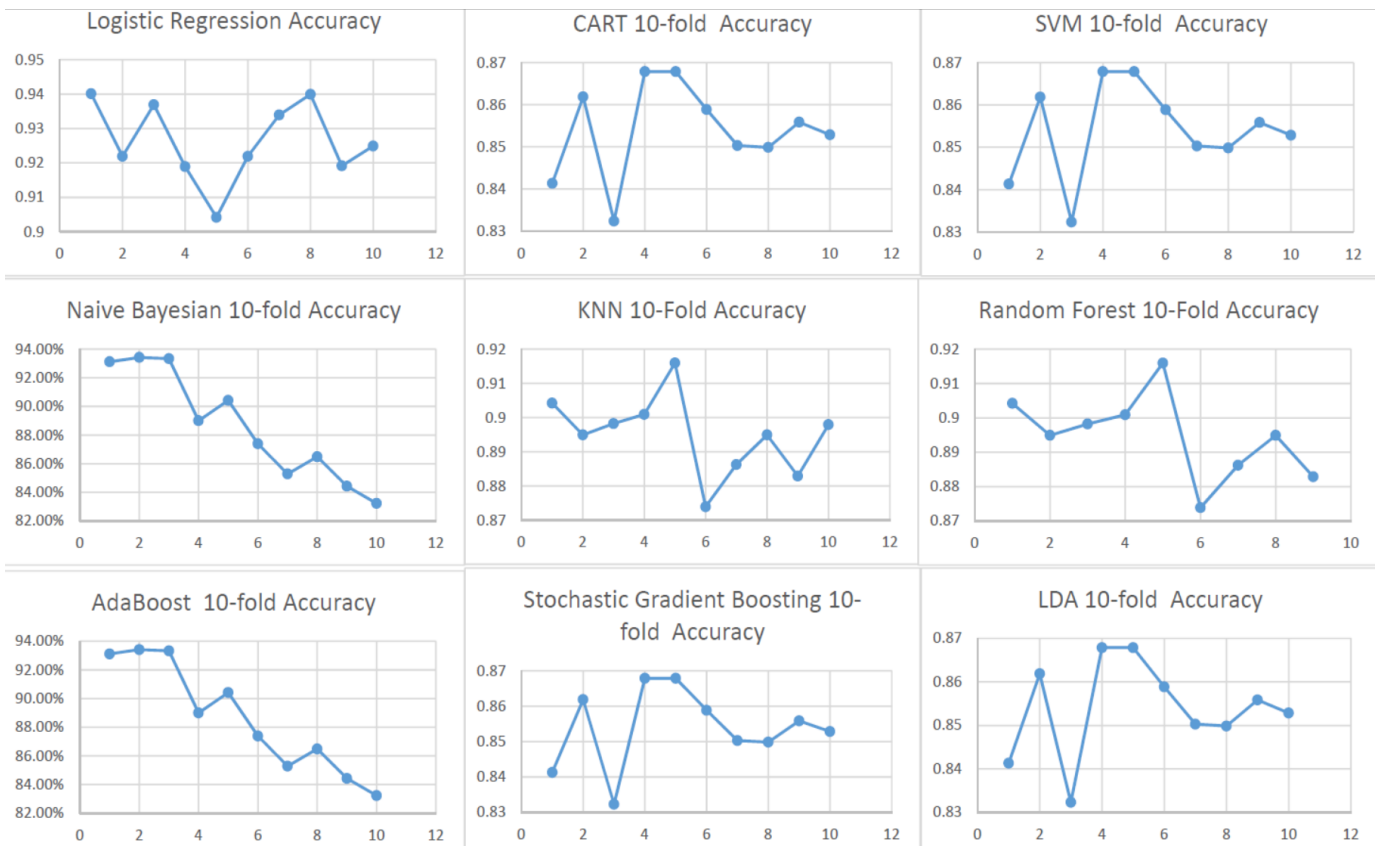 Logistic Regression Accuracy
0.95
0.94
0.93
0.92
0.91
0.9
0 2 4 6 8 10 12
CART 10-fold Accuracy
0.87
0.86
0.85
0.84
0.83
0 2 4 6 8 10 12
SVM 10-fold Accuracy
0.87
0.86
0.85
0.84
0.83
0 2 4 6 8 10 12
Naive Bayesian 10-fold Accuracy
94.00%
92.00%
90.00%
88.00%
86.00%
84.00%
82.00%
0 2 4 6 8 10 12
KNN 10-Fold Accuracy
0.92
0.91
0.9
0.89
0.88
0.87
0 2 4 6 8 10 12
Random Forest 10-Fold Accuracy
0.92
0.91
0.9
0.89
0.88
0.87
0 2 4 6 8 10
AdaBoost 10-fold Accuracy
94.00%
92.00%
90.00%
88.00%
86.00%
84.00%
82.00%
0 2 4 6 8 10 12
Stochastic Gradient Boosting 10-
fold Accuracy
0.87
0.86
0.85
0.84
0.83
0 2 4 6 8 10 12
LDA 10-fold Accuracy
0.87
0.86
0.85
0.84
0.83
0 2 4 6 8 10 12